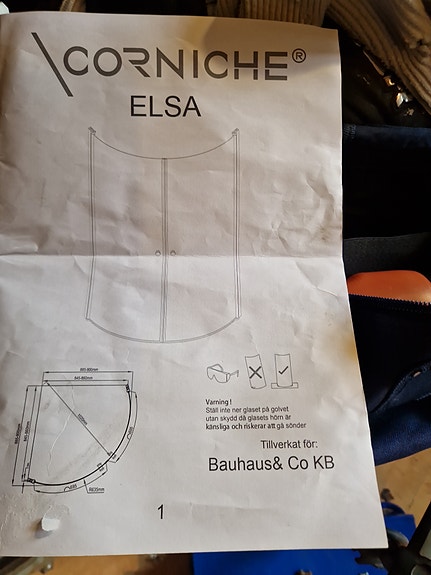 CORNICHE®
ELSA
Varning !
Ställ inte ner glaset på golvet
utan skydd då glasets hörn är
känsliga och riskerar att gå sönder
Tillverkat för:
Bauhaus& Co KB
1